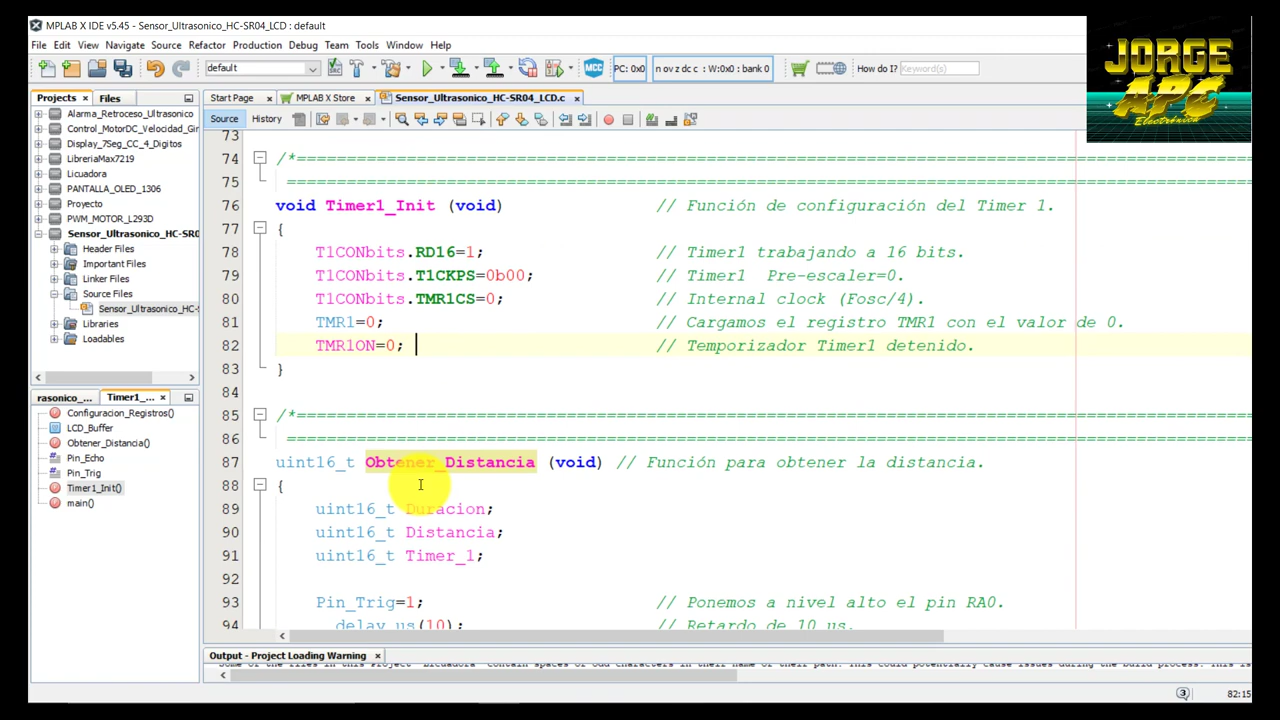 MPLAB X IDE v5.45 - Sensor_Ultrasonico_HC-SR04_LCD : default
File Edit View Navigate Source Refactor Production Debug Team Tools Window Help
default
MCC
PC: 0x0
n ov z dc c : W:0x0 : bank 0
How do I? Keyword(s)
JORGE
APC
Electrónica
Projects
Files
Alarma_Retroceso_Ultrasonico
Control_MotorDC_Velocidad_Gir
Display_7Seg_CC_4_Digitos
LibreriaMax7219
Licuadora
PANTALLA_OLED_1306
Proyecto
PWM_MOTOR_L293D
Sensor_Ultrasonico_HC-SR0
Header Files
Important Files
Linker Files
Source Files
Sensor_Ultrasonico_HC-
Libraries
Loadables
rasonico_...
Timer1_...
Configuracion_Registros()
LCD_Buffer
Obtener_Distancia()
Pin_Echo
Pin_Trig
Timer1_Init()
main()
Start Page
MPLAB X Store
Sensor_Ultrasonico_HC-SR04_LCD.c
Source History
73
74 /*==================================================================================================
75 ==================================================================================================
76 void Timer1_Init (void) // Función de configuración del Timer 1.
77 {
78 T1CONbits.RD16=1; // Timer1 trabajando a 16 bits.
79 T1CONbits.T1CKPS=0b00; // Timer1 Pre-escaler=0.
80 T1CONbits.TMR1CS=0; // Internal clock (Fosc/4).
81 TMR1=0; // Cargamos el registro TMR1 con el valor de 0.
82 TMR1ON=0; // Temporizador Timer1 detenido.
83 }
84
85 /*==================================================================================================
86 ==================================================================================================
87 uint16_t Obtener_Distancia (void) // Función para obtener la distancia.
88 {
89 uint16_t Duracion;
90 uint16_t Distancia;
91 uint16_t Timer_1;
92
93 Pin_Trig=1; // Ponemos a nivel alto el pin RA0.
94 __delay_us(10); // Retardo de 10 us.
Output - Project Loading Warning
3
82:15